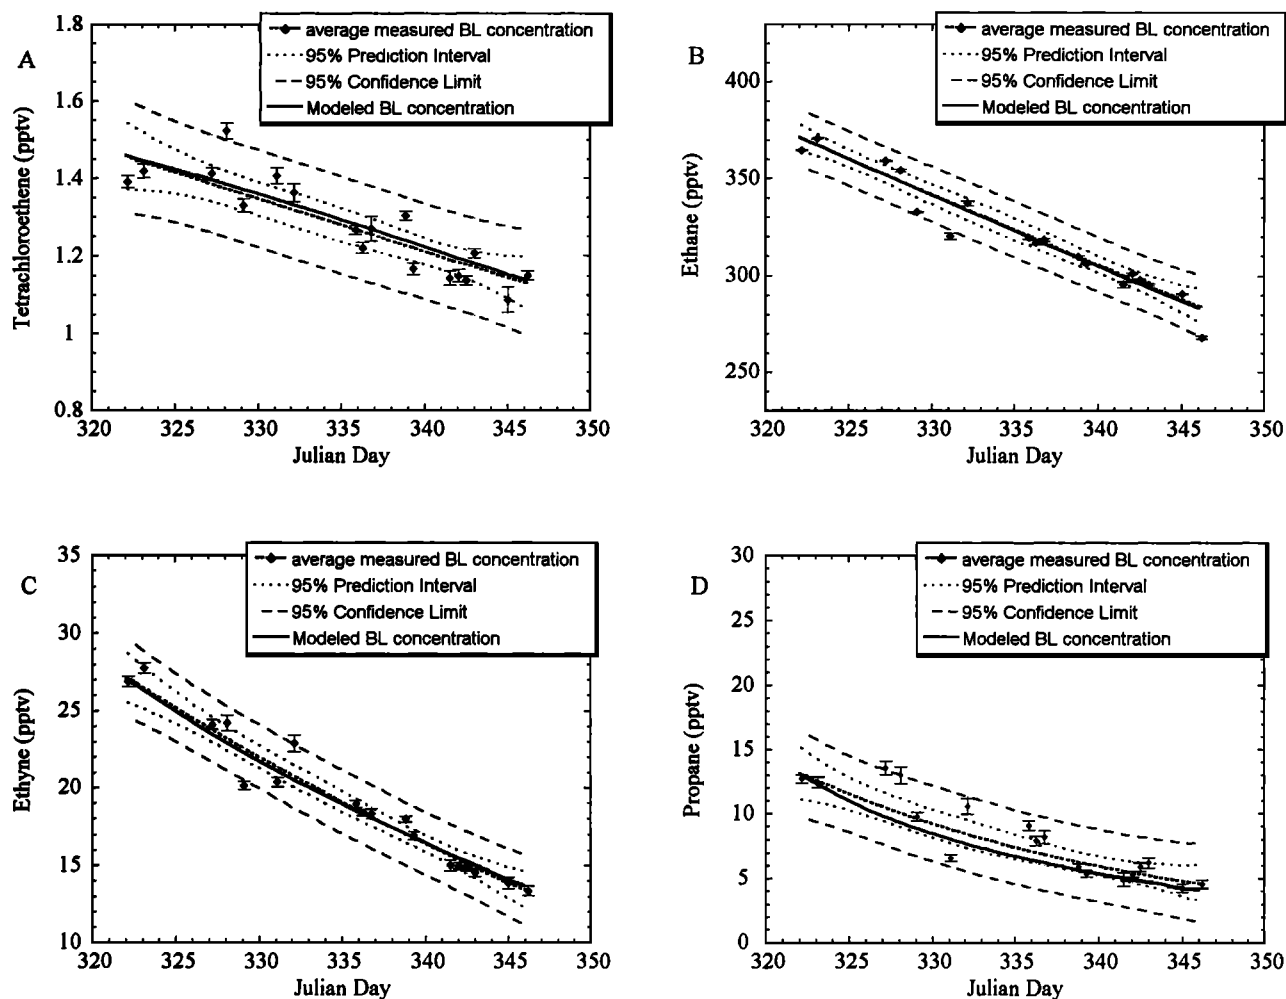 A
Tetrachloroethene (pptv)
1.8
1.6
1.4
1.2
1
0.8
average measured BL concentration
95% Prediction Interval
95% Confidence Limit
Modeled BL concentration
320 325 330 335 340 345 350
Julian Day
B
Ethane (pptv)
400
350
300
250
average measured BL concentration
95% Prediction Interval
95% Confidence Limit
Modeled BL concentration
320 325 330 335 340 345 350
Julian Day
C
Ethyne (pptv)
35
30
25
20
15
10
average measured BL concentration
95% Prediction Interval
95% Confidence Limit
Modeled BL concentration
320 325 330 335 340 345 350
Julian Day
D
Propane (pptv)
30
25
20
15
10
5
0
average measured BL concentration
95% Prediction Interval
95% Confidence Limit
Modeled BL concentration
320 325 330 335 340 345 350
Julian Day